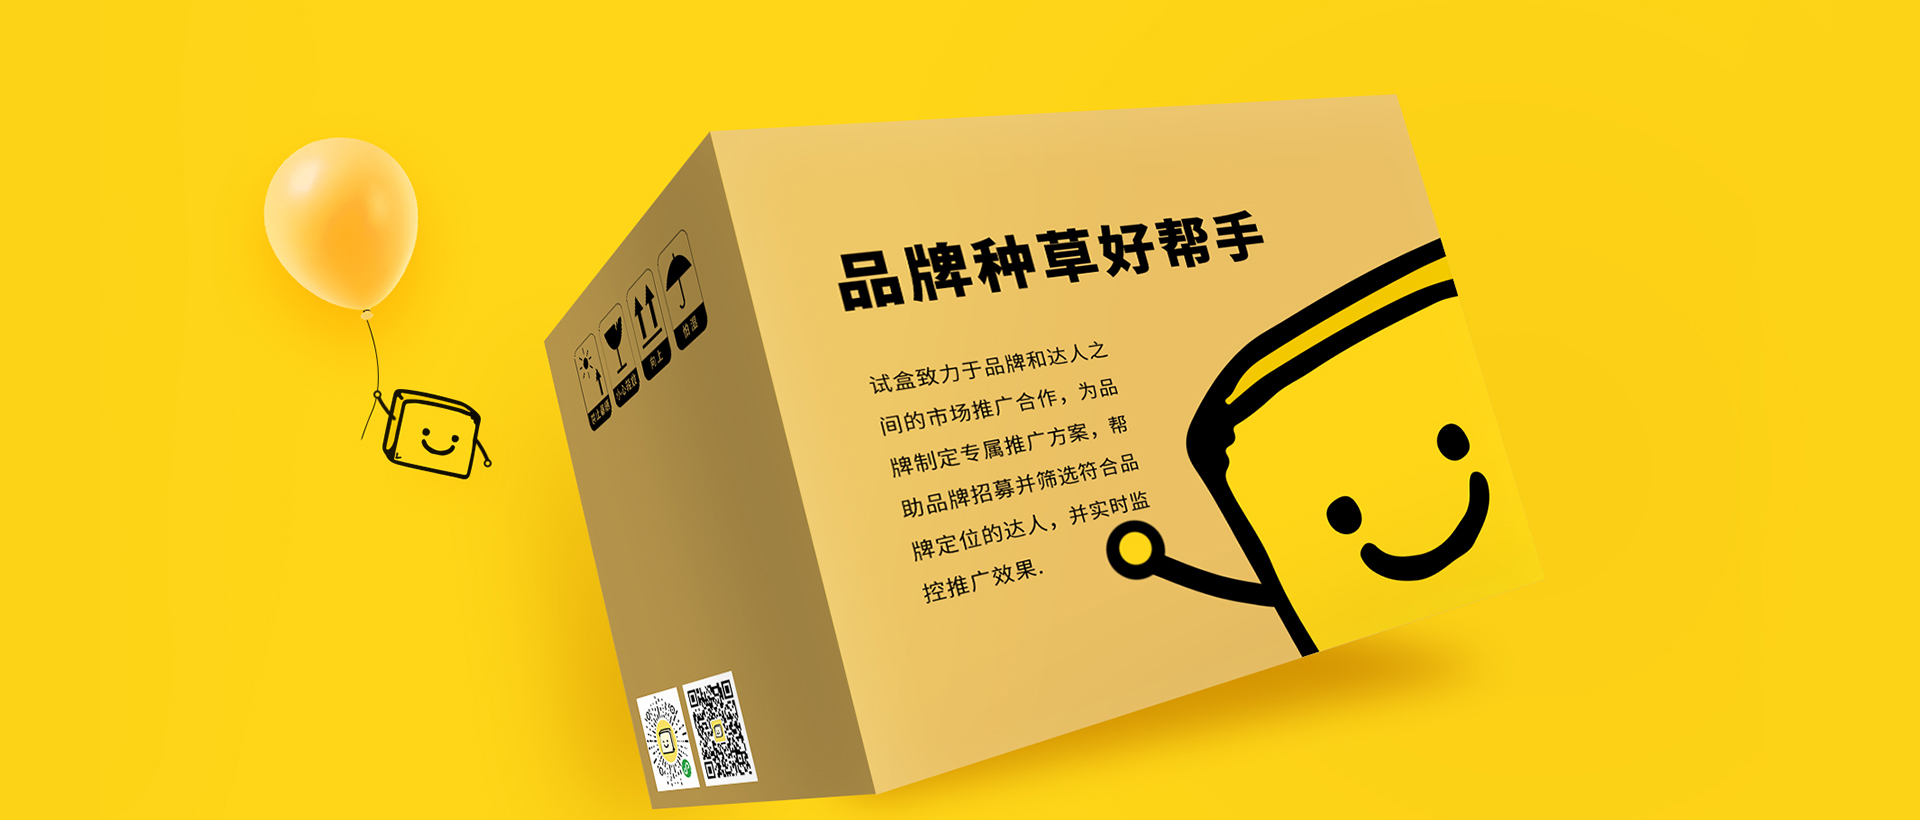 品牌种草好帮手
试盒致力于品牌和达人之
间的市场推广合作，为品
牌制定专属推广方案，帮
助品牌招募并筛选符合品
牌定位的达人，并实时监
控推广效果.
小心轻放
向上
怕湿